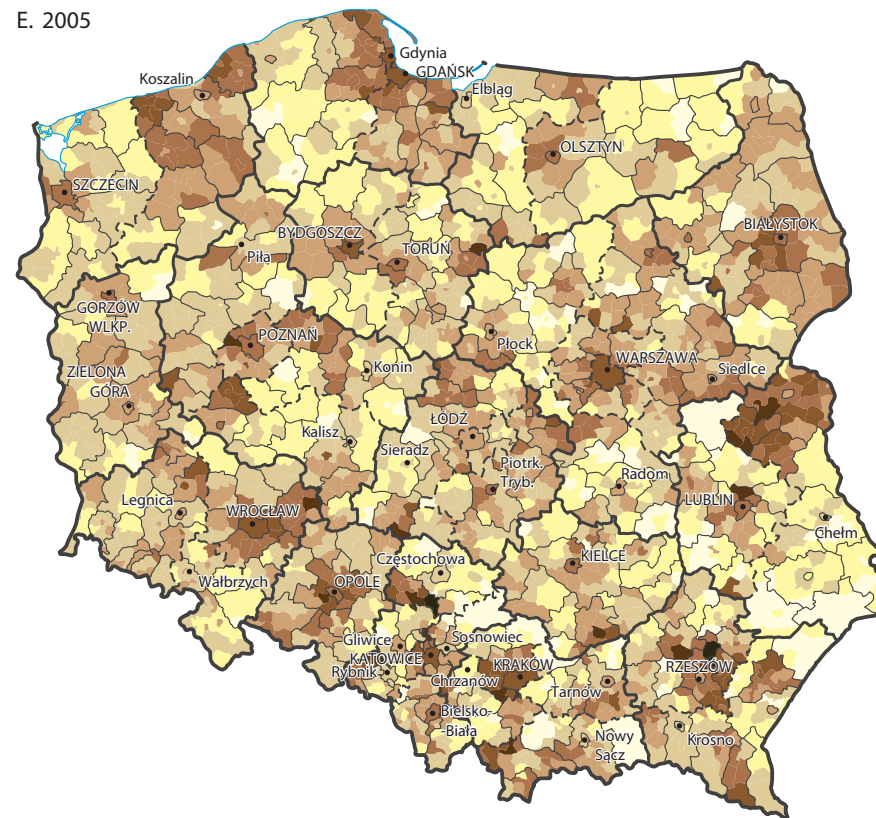 E. 2005
Gdynia
GDAŃSK
Koszalin
Elbląg
OLSZTYN
SZCZECIN
BYDGOSZCZ
BIAŁYSTOK
TORUŃ
Piła
GORZÓW
WLKP.
POZNAŃ
Płock
WARSZAWA
Siedlce
Konin
ZIELONA
GÓRA
ŁÓDŹ
Kalisz
Sieradz
Piotrk.
Tryb.
Radom
Legnica
WROCŁAW
LUBLIN
Chełm
Częstochowa
KIELCE
Wałbrzych
OPOLE
Gliwice
Sosnowiec
KATOWICE
KRAKÓW
RZESZÓW
Rybnik
Chrzanów
Tarnów
Bielsko-
-Biała
Nowy
Sącz
Krosno